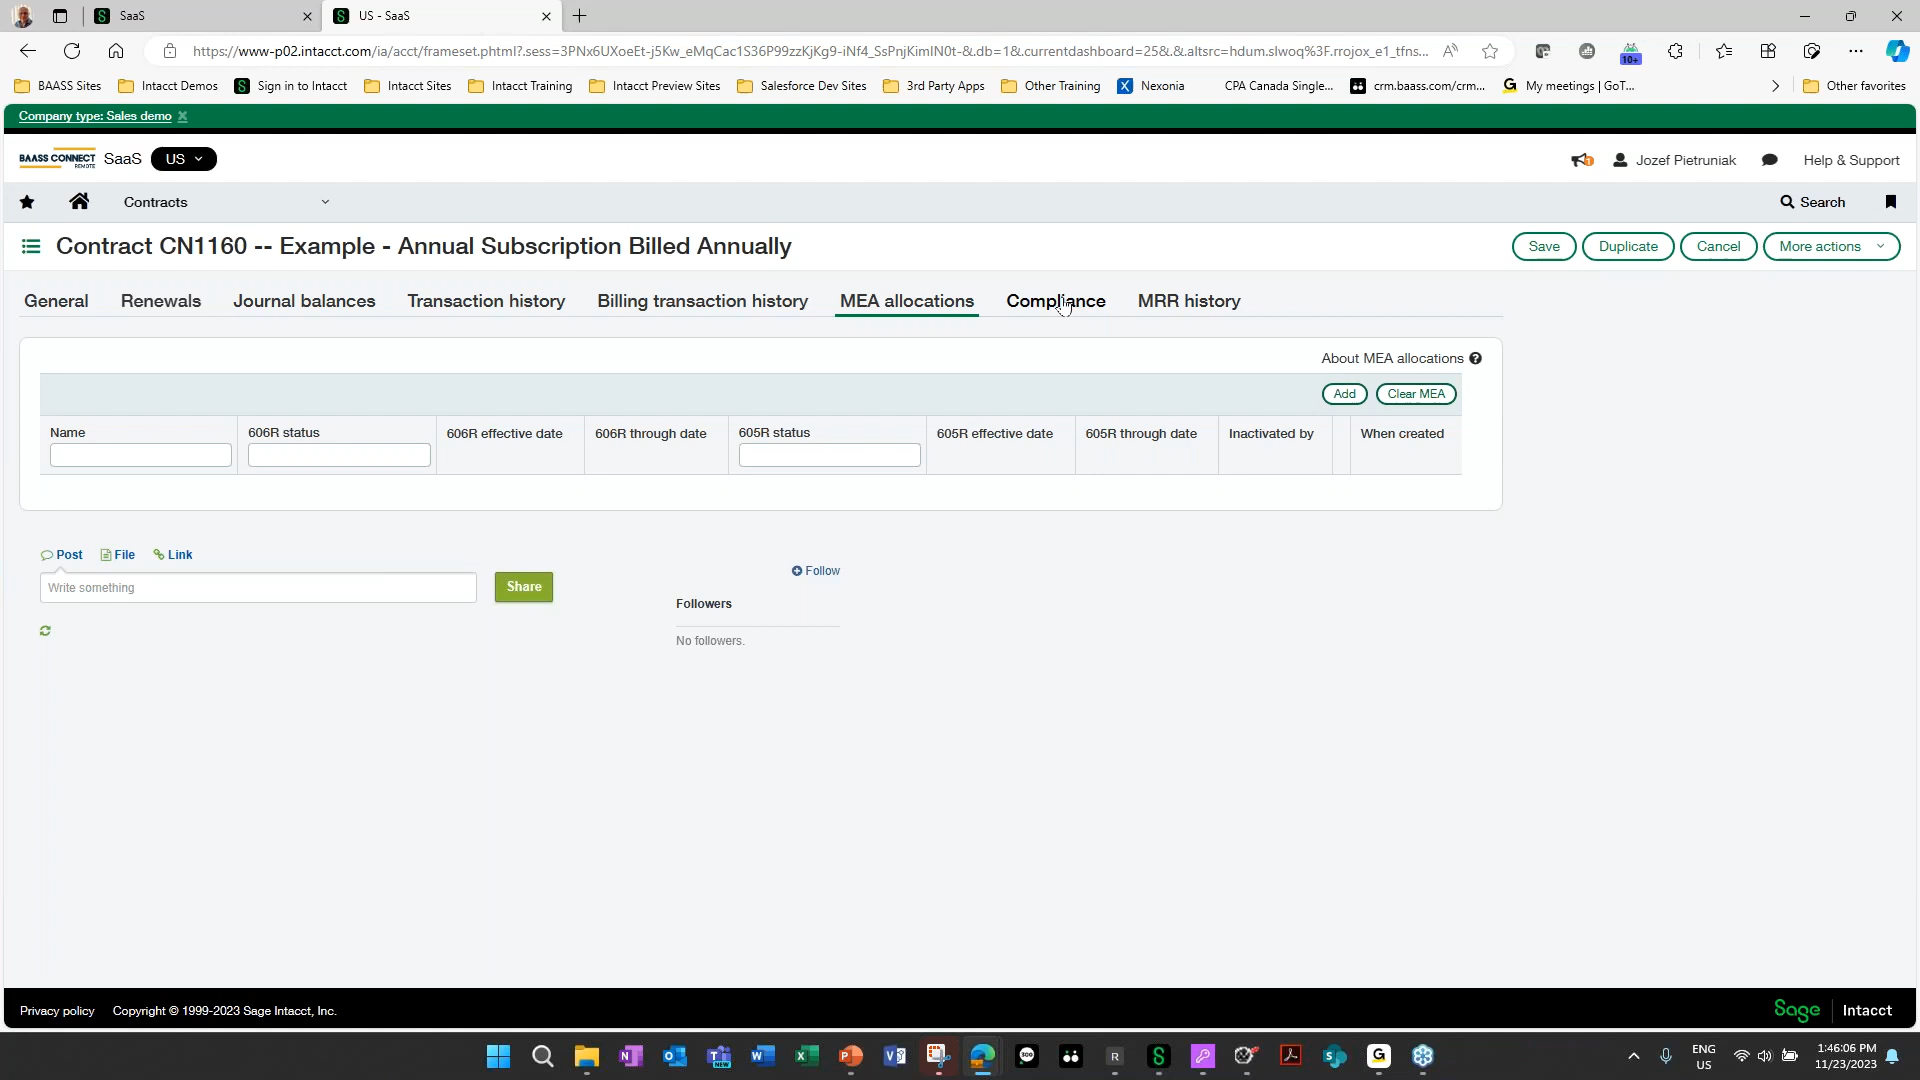 SaaS
US - SaaS
https://www-p02.intacct.com/ia/acct/frameset.phtml?.sess=3PNx6UXoeEt-j5Kw_eMqCac1S36P99zzKjKg9-iNf4_SsPnjKimIN0t-&.db=1&.currentdashboard=25&.&.altsrc=hdum.slwoq%3F.rrojox_e1_tfns...
10+
BAASS Sites
Intacct Demos
Sign in to Intacct
Intacct Sites
Intacct Training
Intacct Preview Sites
Salesforce Dev Sites
3rd Party Apps
Other Training
Nexonia
CPA Canada Single...
crm.baass.com/crm...
My meetings | GoT...
Other favorites
Company type: Sales demo
BAASS CONNECT REMOTE SaaS US
1 Jozef Pietruniak Help & Support
Contracts
Search
Contract CN1160 -- Example - Annual Subscription Billed Annually
Save Duplicate Cancel More actions
General Renewals Journal balances Transaction history Billing transaction history MEA allocations Compliance MRR history
About MEA allocations
Add Clear MEA
Name 606R status 606R effective date 606R through date 605R status 605R effective date 605R through date Inactivated by When created
Post File Link
Write something
Share
Follow
Followers
No followers.
Privacy policy Copyright © 1999-2023 Sage Intacct, Inc.
Sage Intacct
ENG
US
1:46:06 PM
11/23/2023